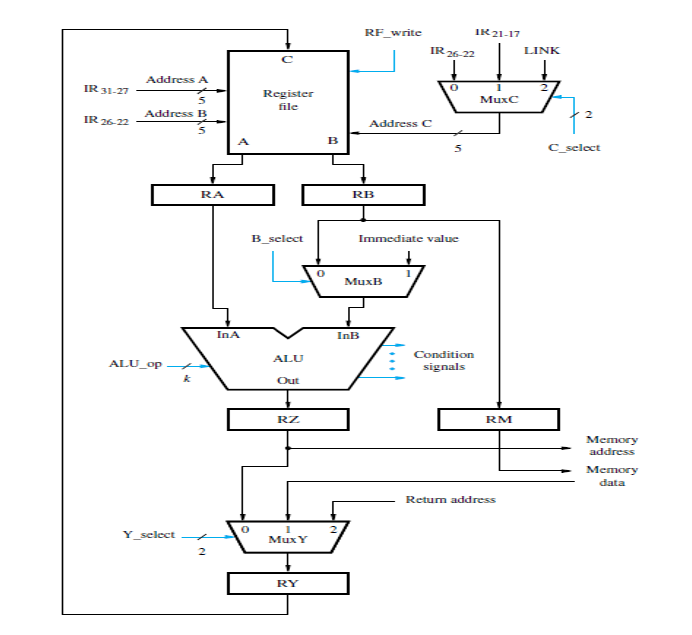 RF_write
IR 21-17
IR 26-22
LINK
C
0 1 2
MuxC
IR 31-27
Address A
5
Register
file
2
IR 26-22
Address B
5
Address C
5
C_select
A
B
RA
RB
B_select
Immediate value
0
1
MuxB
InA
InB
ALU_op
k
ALU
Condition
signals
Out
RZ
RM
Memory
address
Memory
data
Return address
Y_select
2
0 1 2
MuxY
RY